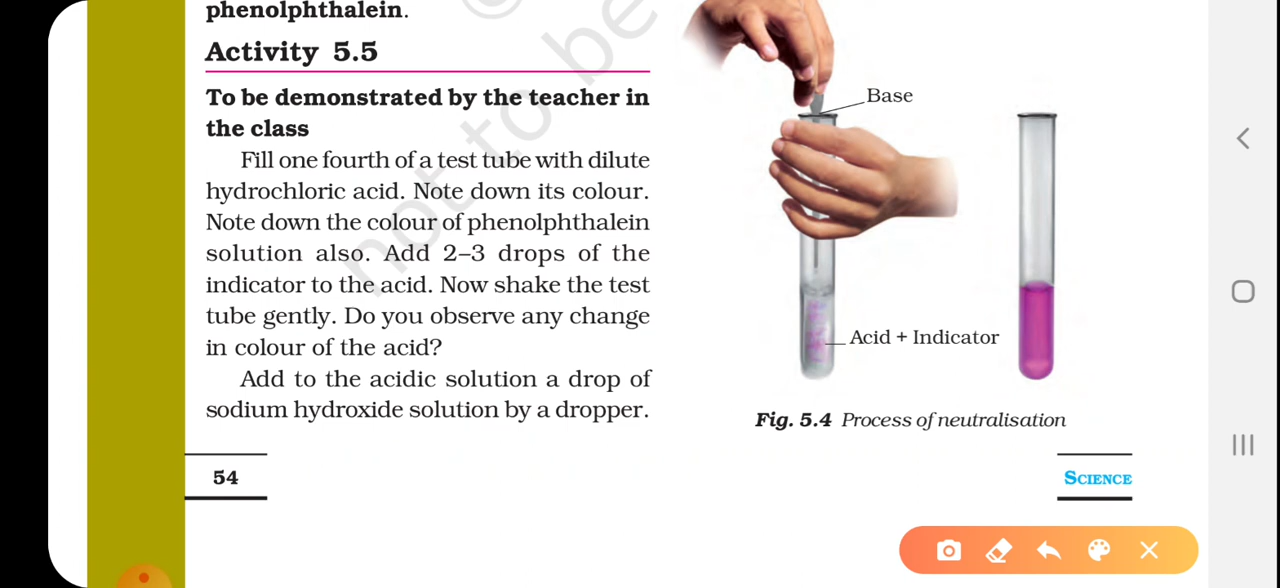 phenolphthalein.
Activity 5.5
To be demonstrated by the teacher in
the class
Fill one fourth of a test tube with dilute
hydrochloric acid. Note down its colour.
Note down the colour of phenolphthalein
solution also. Add 2–3 drops of the
indicator to the acid. Now shake the test
tube gently. Do you observe any change
in colour of the acid?
Add to the acidic solution a drop of
sodium hydroxide solution by a dropper.
not to be
Base
Acid + Indicator
Fig. 5.4 Process of neutralisation
54
SCIENCE